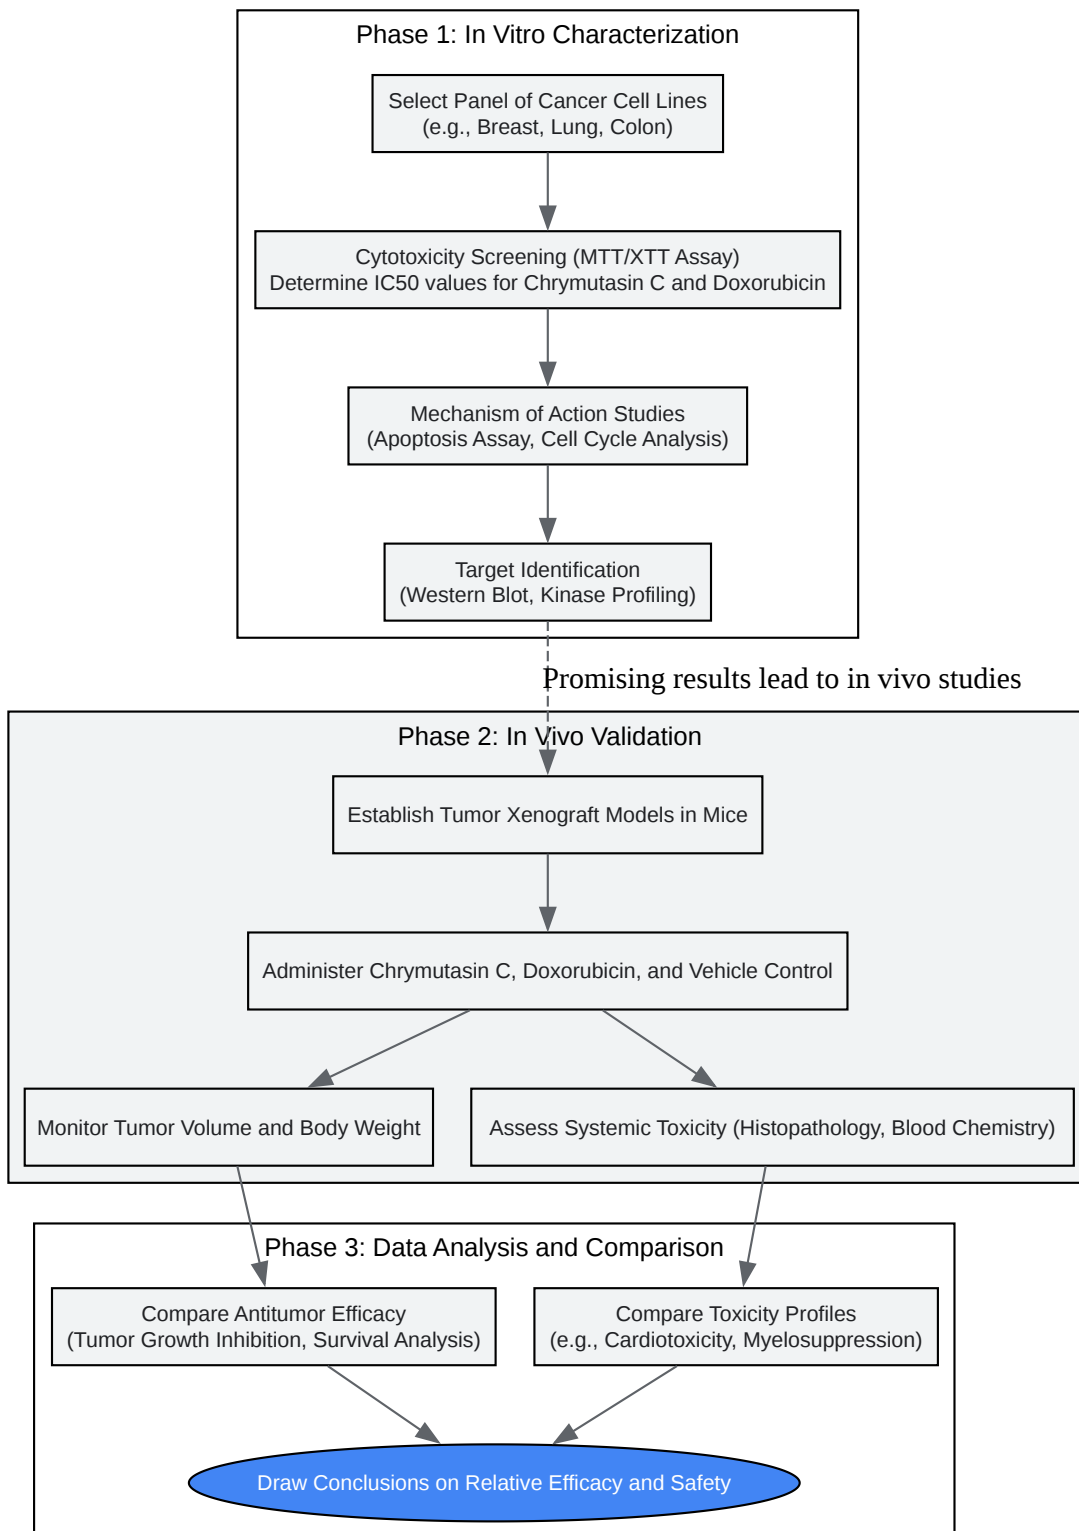 Phase 1: In Vitro Characterization
Select Panel of Cancer Cell Lines
(e.g., Breast, Lung, Colon)
Cytotoxicity Screening (MTT/XTT Assay)
Determine IC50 values for Chrymutasin C and Doxorubicin
Mechanism of Action Studies
(Apoptosis Assay, Cell Cycle Analysis)
Target Identification
(Western Blot, Kinase Profiling)
Promising results lead to in vivo studies
Phase 2: In Vivo Validation
Establish Tumor Xenograft Models in Mice
Administer Chrymutasin C, Doxorubicin, and Vehicle Control
Monitor Tumor Volume and Body Weight
Assess Systemic Toxicity (Histopathology, Blood Chemistry)
Phase 3: Data Analysis and Comparison
Compare Antitumor Efficacy
(Tumor Growth Inhibition, Survival Analysis)
Compare Toxicity Profiles
(e.g., Cardiotoxicity, Myelosuppression)
Draw Conclusions on Relative Efficacy and Safety